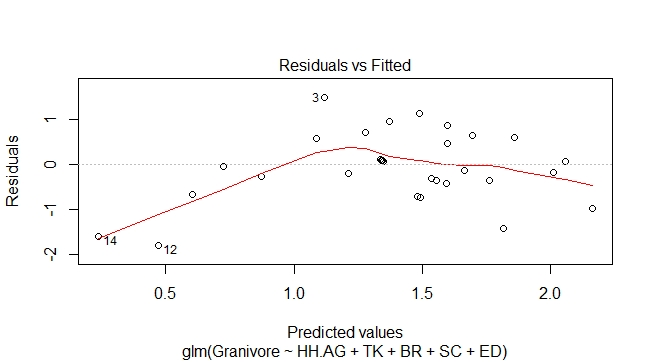 Residuals vs Fitted
Residuals
1
0
-1
-2
3
14
12
0.5 1.0 1.5 2.0
Predicted values
glm(Granivore ~ HH.AG + TK + BR + SC + ED)